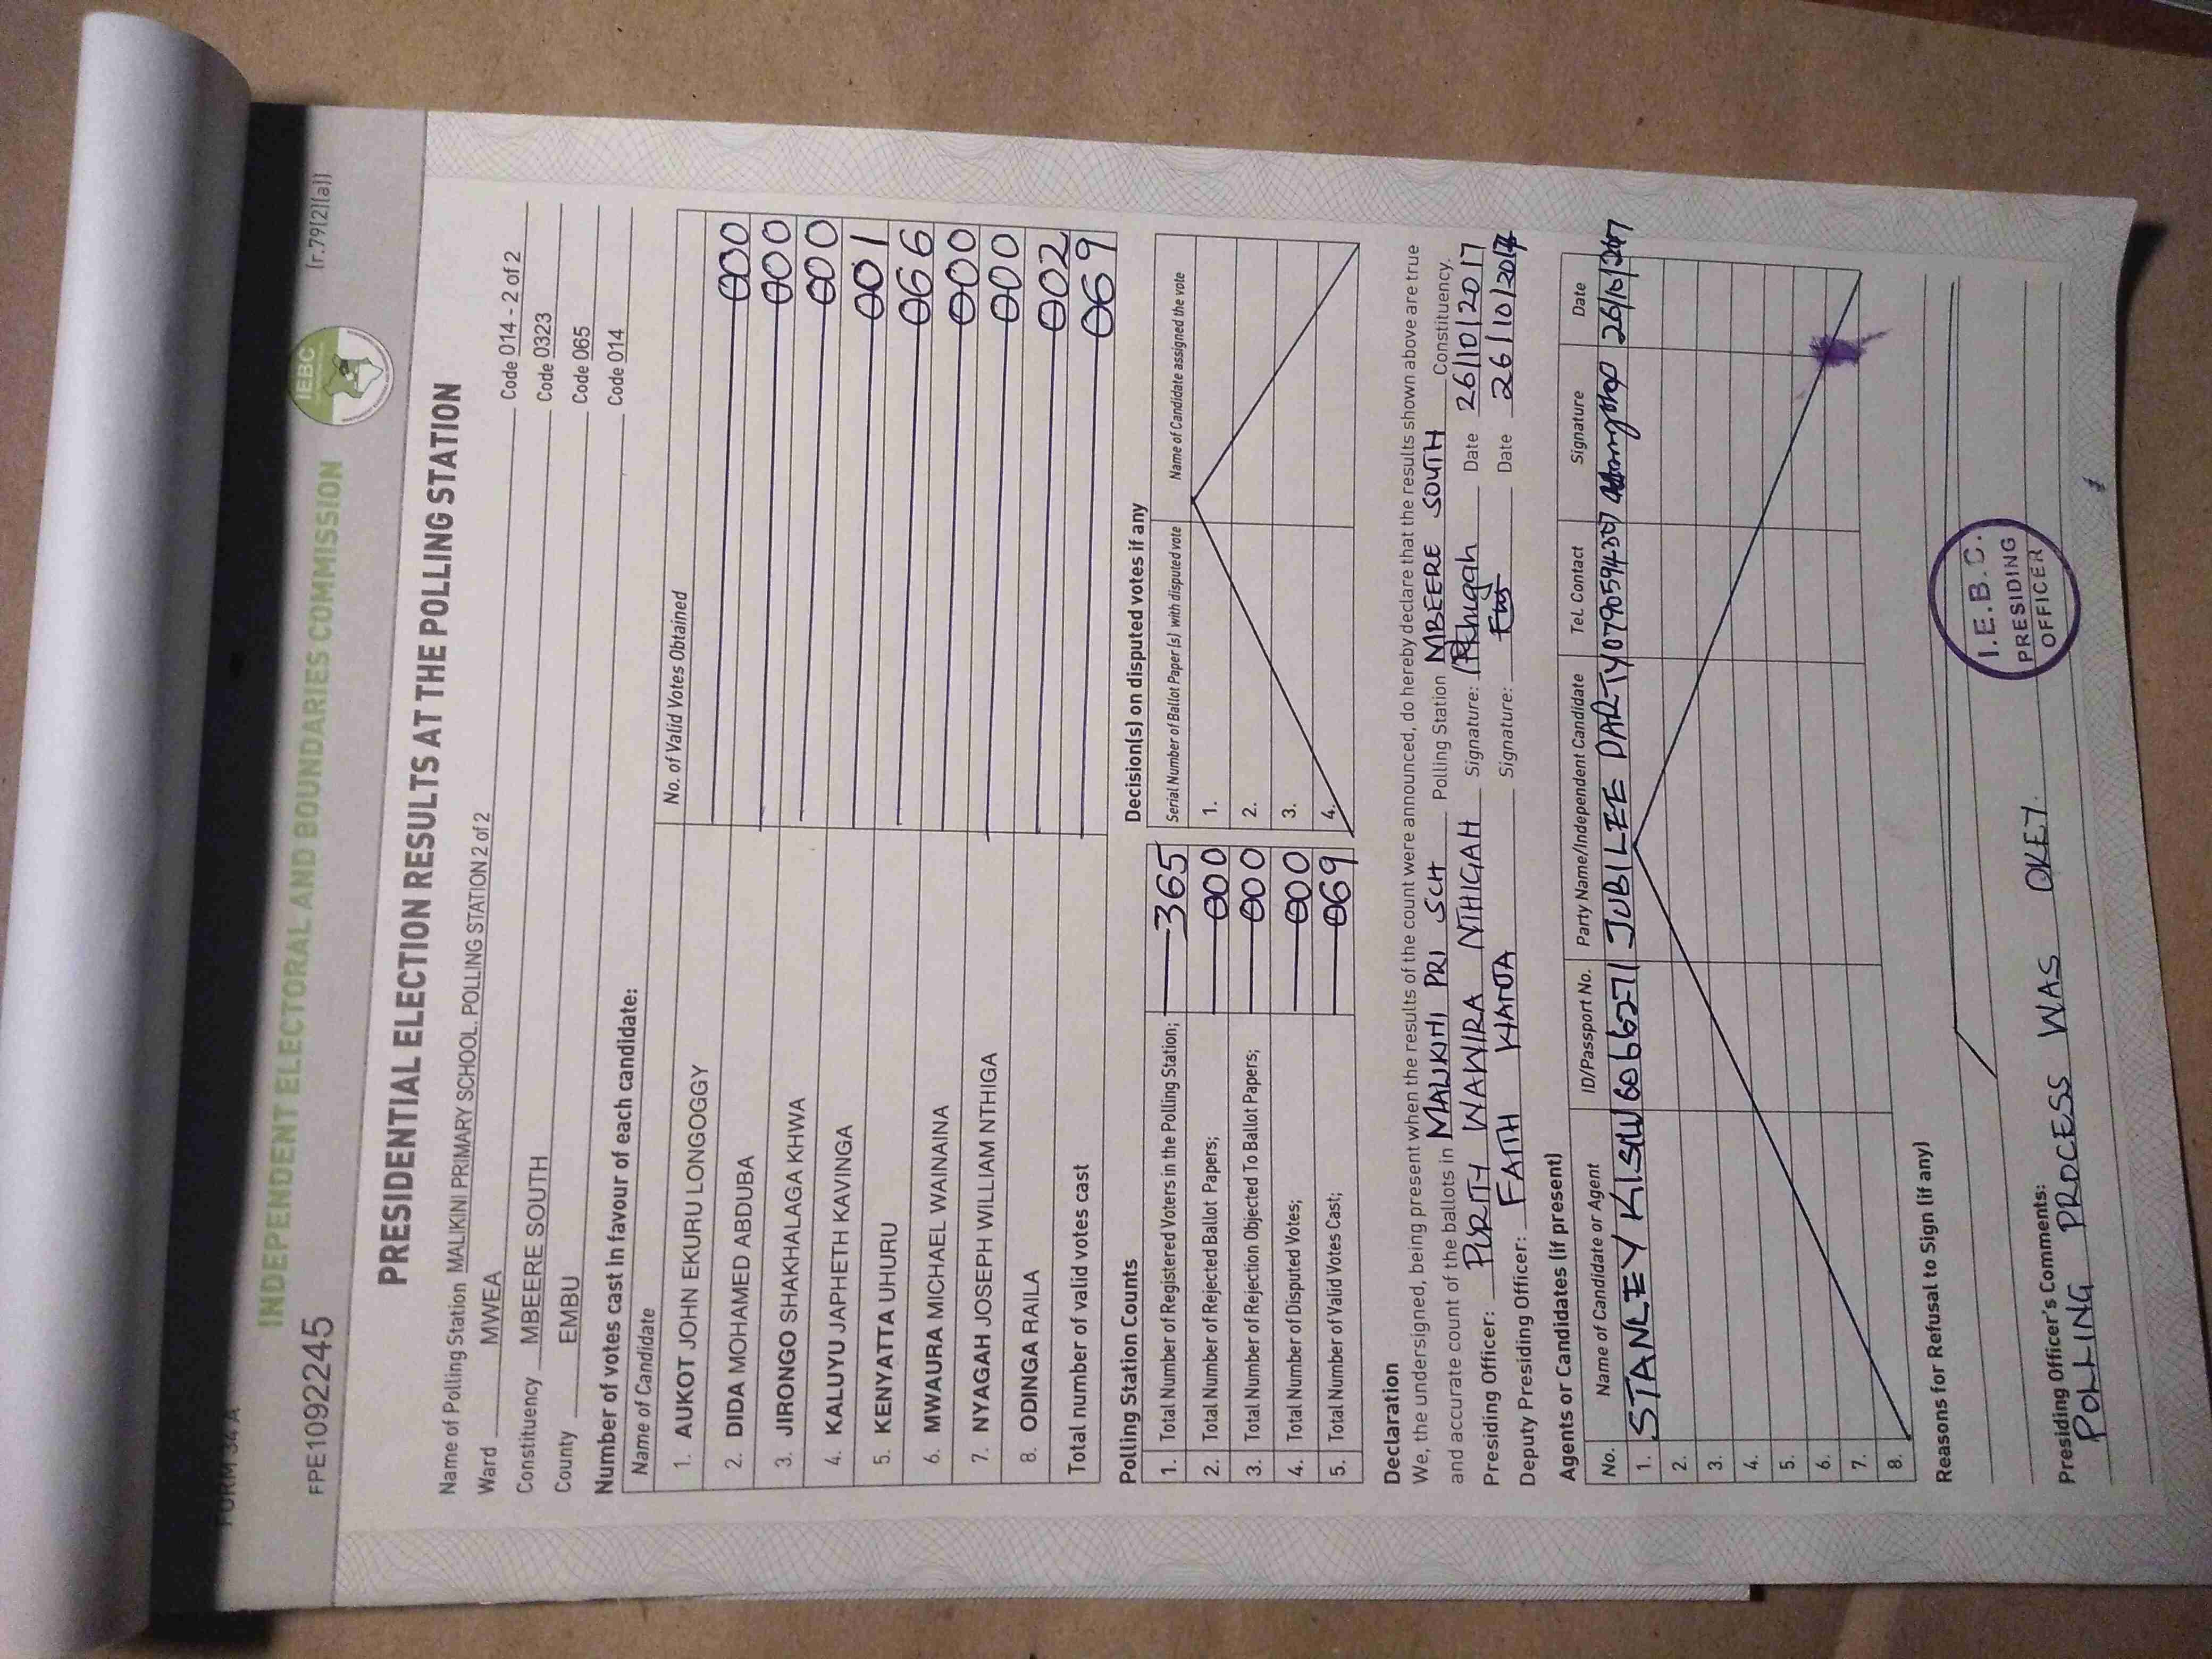 FORM 34 A
INDEPENDENT ELECTORAL AND BOUNDARIES COMMISSION
IEBC
FPE1092245 (r.79(2)(a))
PRESIDENTIAL ELECTION RESULTS AT THE POLLING STATION
Name of Polling Station MALIKINI PRIMARY SCHOOL. POLLING STATION 2 of 2 Code 014 - 2 of 2
Ward MWEA Code 0323
Constituency MBEERE SOUTH Code 065
County EMBU Code 014
Number of votes cast in favour of each candidate:
Name of Candidate No. of Valid Votes Obtained
1. AUKOT JOHN EKURU LONGOGGY 000
2. DIDA MOHAMED ABDUBA 000
3. JIRONGO SHAKHALAGA KHWA 000
4. KALUYU JAPHETH KAVINGA 001
5. KENYATTA UHURU 066
6. MWAURA MICHAEL WAINAINA 000
7. NYAGAH JOSEPH WILLIAM NTHIGA 000
8. ODINGA RAILA 002
Total number of valid votes cast 069
Polling Station Counts
1. Total Number of Registered Voters in the Polling Station; 365
2. Total Number of Rejected Ballot Papers; 000
3. Total Number of Rejection Objected To Ballot Papers; 000
4. Total Number of Disputed Votes; 000
5. Total Number of Valid Votes Cast; 069
Decision(s) on disputed votes if any
Serial Number of Ballot Paper (s) with disputed vote Name of Candidate assigned the vote
1.
2.
3.
4.
Declaration
We, the undersigned, being present when the results of the count were announced, do hereby declare that the results shown above are true
and accurate count of the ballots in MALIKINI PRI SCH Polling Station MBEERE SOUTH Constituency.
Presiding Officer: PURITY WAWIRA NTHIGAH Signature: Date 26/10/2017
Deputy Presiding Officer: FAITH Signature: Date 26/10/2017
Agents or Candidates (if present)
No. Name of Candidate or Agent ID/Passport No. Party Name/Independent Candidate Tel. Contact Signature Date
1. STANLEY JUBILEE PARTY 26/10/2017
2.
3.
4.
5.
6.
7.
8.
Reasons for Refusal to Sign (if any)
Presiding Officer's Comments:
POLLING PROCESS WAS OKEY.
I.E.B.C.
PRESIDING
OFFICER